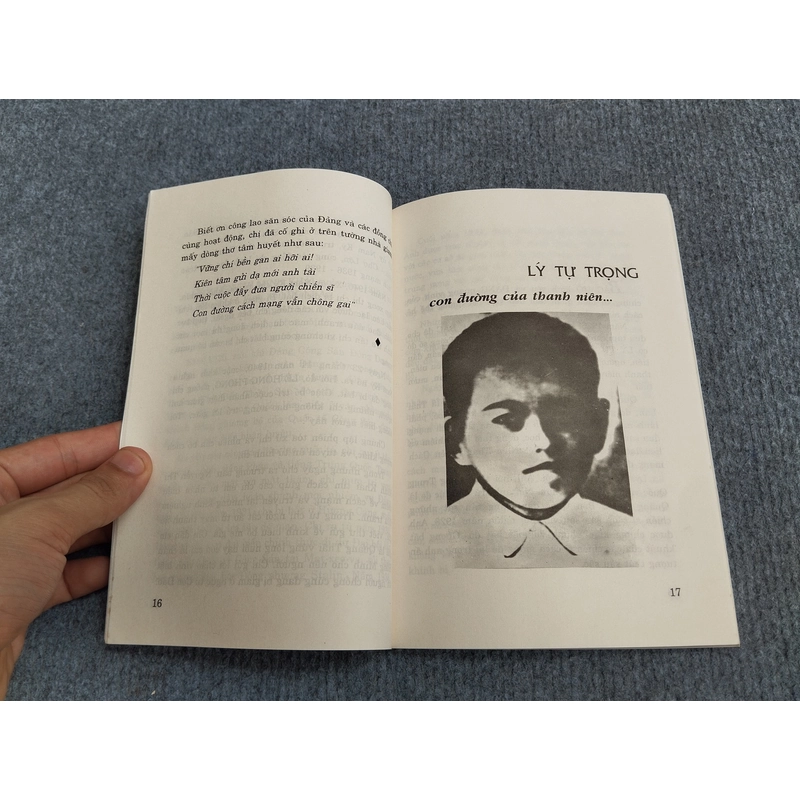 Biết ơn công lao săn sóc của Đảng và các đồng
cùng hoạt động, chị đã cố ghi ở trên tường nhà
mấy dòng thơ tâm huyết như sau:
"Vững chí bền gan ai hỡi ai!
Kiên tâm gửi dạ mới anh tài
Thời cuộc đẩy đưa người chiến sĩ
Con đường cách mạng vẫn chông gai"
16
LÝ TỰ TRỌNG
con đường của thanh niên...
17